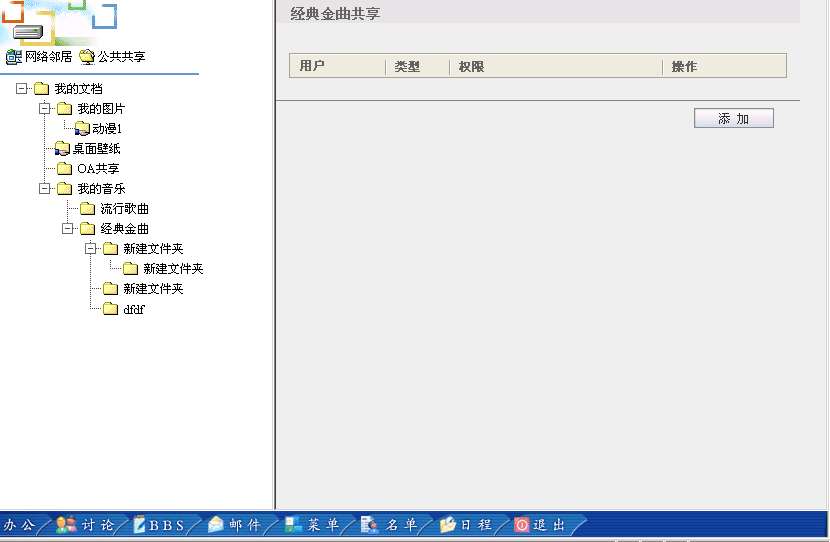 网络邻居 公共共享
我的文档
我的图片
动漫1
桌面壁纸
OA共享
我的音乐
流行歌曲
经典金曲
新建文件夹
新建文件夹
新建文件夹
dfdf
经典金曲共享
用户 类型 权限 操作
添 加
办公 讨论 BBS 邮件 菜单 名单 日程 退出